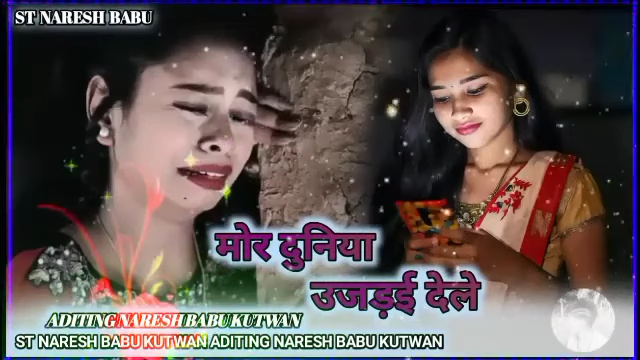 ST NARESH BABU
मोर दुनिया
उजड़ई देले
ADITING NARESH BABU KUTWAN
ST NARESH BABU KUTWAN ADITING NARESH BABU KUTWAN